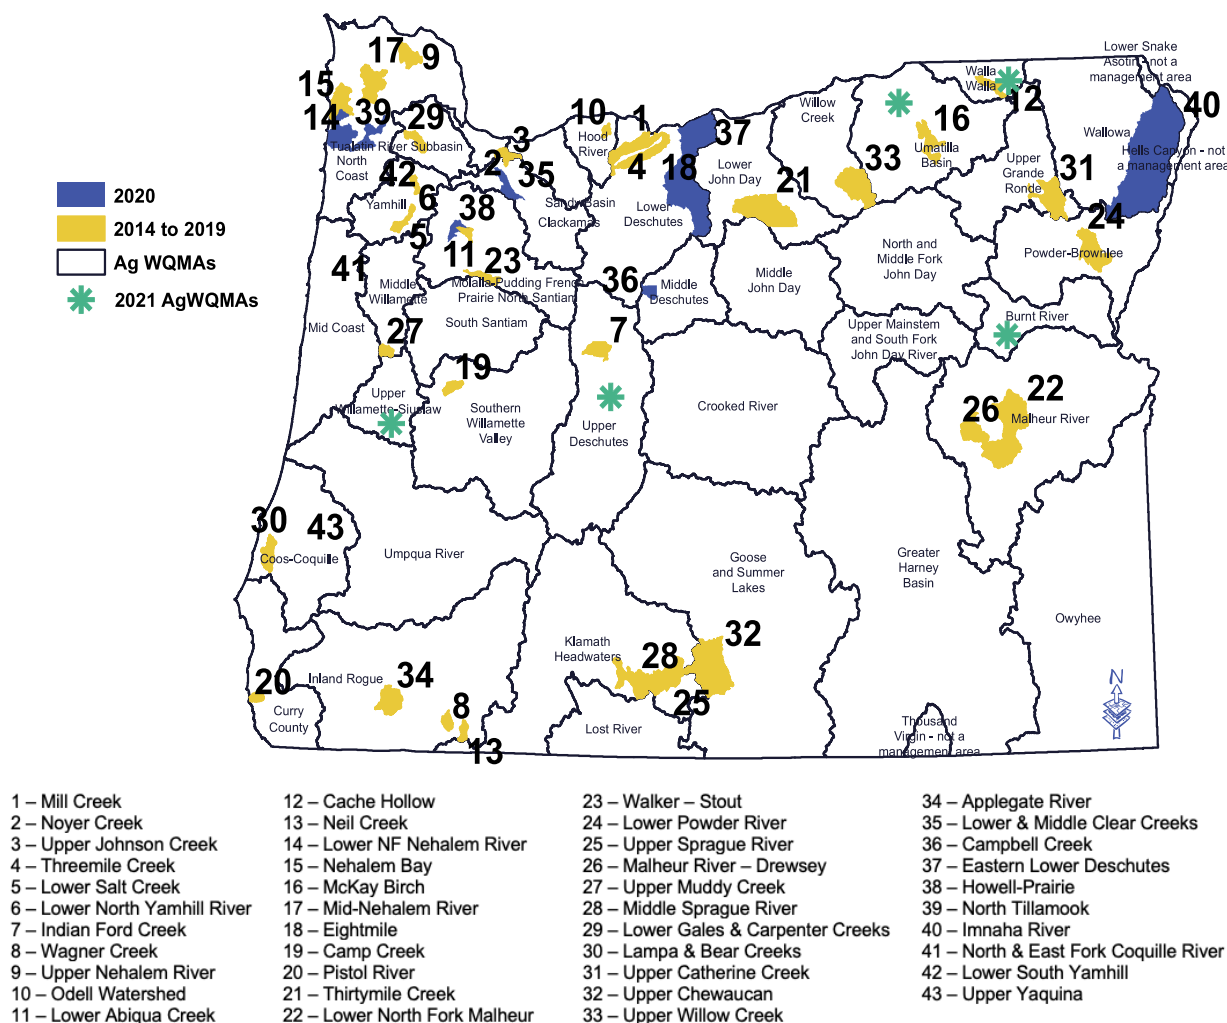 17
9
15
14
39
29
10
1
3
2
35
37
12
40
16
18
4
33
21
31
42
6
38
5
24
11
23
41
36
27
7
19
22
26
30
43
32
28
34
20
25
8
13
Lower Snake
Asotin - not a
management area
Walla
Walla
Willow
Creek
Hood
River
Wallowa
Hells Canyon - not
a management area
Umatilla
Basin
Tualatin River Subbasin
North
Coast
Lower
John Day
Upper
Grande
Ronde
Yamhill
Sandy Basin
Clackamas
Lower
Deschutes
North and
Middle Fork
John Day
Powder-Brownlee
Middle
Willamette
Molalla-Pudding French
Prairie North Santiam
Middle
Deschutes
Middle
John Day
Mid Coast
South Santiam
Burnt River
Upper Mainstem
and South Fork
John Day River
Upper
Willamette-Siuslaw
Southern
Willamette
Valley
Upper
Deschutes
Crooked River
Malheur River
Coos-Coquille
Umpqua River
Goose
and Summer
Lakes
Greater
Harney
Basin
Owyhee
Klamath
Headwaters
Inland Rogue
Curry
County
Lost River
Thousand
Virgin - not a
management area
N
2020
2014 to 2019
Ag WQMAs
2021 AgWQMAs
1 – Mill Creek
2 – Noyer Creek
3 – Upper Johnson Creek
4 – Threemile Creek
5 – Lower Salt Creek
6 – Lower North Yamhill River
7 – Indian Ford Creek
8 – Wagner Creek
9 – Upper Nehalem River
10 – Odell Watershed
11 – Lower Abiqua Creek
12 – Cache Hollow
13 – Neil Creek
14 – Lower NF Nehalem River
15 – Nehalem Bay
16 – McKay Birch
17 – Mid-Nehalem River
18 – Eightmile
19 – Camp Creek
20 – Pistol River
21 – Thirtymile Creek
22 – Lower North Fork Malheur
23 – Walker – Stout
24 – Lower Powder River
25 – Upper Sprague River
26 – Malheur River – Drewsey
27 – Upper Muddy Creek
28 – Middle Sprague River
29 – Lower Gales & Carpenter Creeks
30 – Lampa & Bear Creeks
31 – Upper Catherine Creek
32 – Upper Chewaucan
33 – Upper Willow Creek
34 – Applegate River
35 – Lower & Middle Clear Creeks
36 – Campbell Creek
37 – Eastern Lower Deschutes
38 – Howell-Prairie
39 – North Tillamook
40 – Imnaha River
41 – North & East Fork Coquille River
42 – Lower South Yamhill
43 – Upper Yaquina